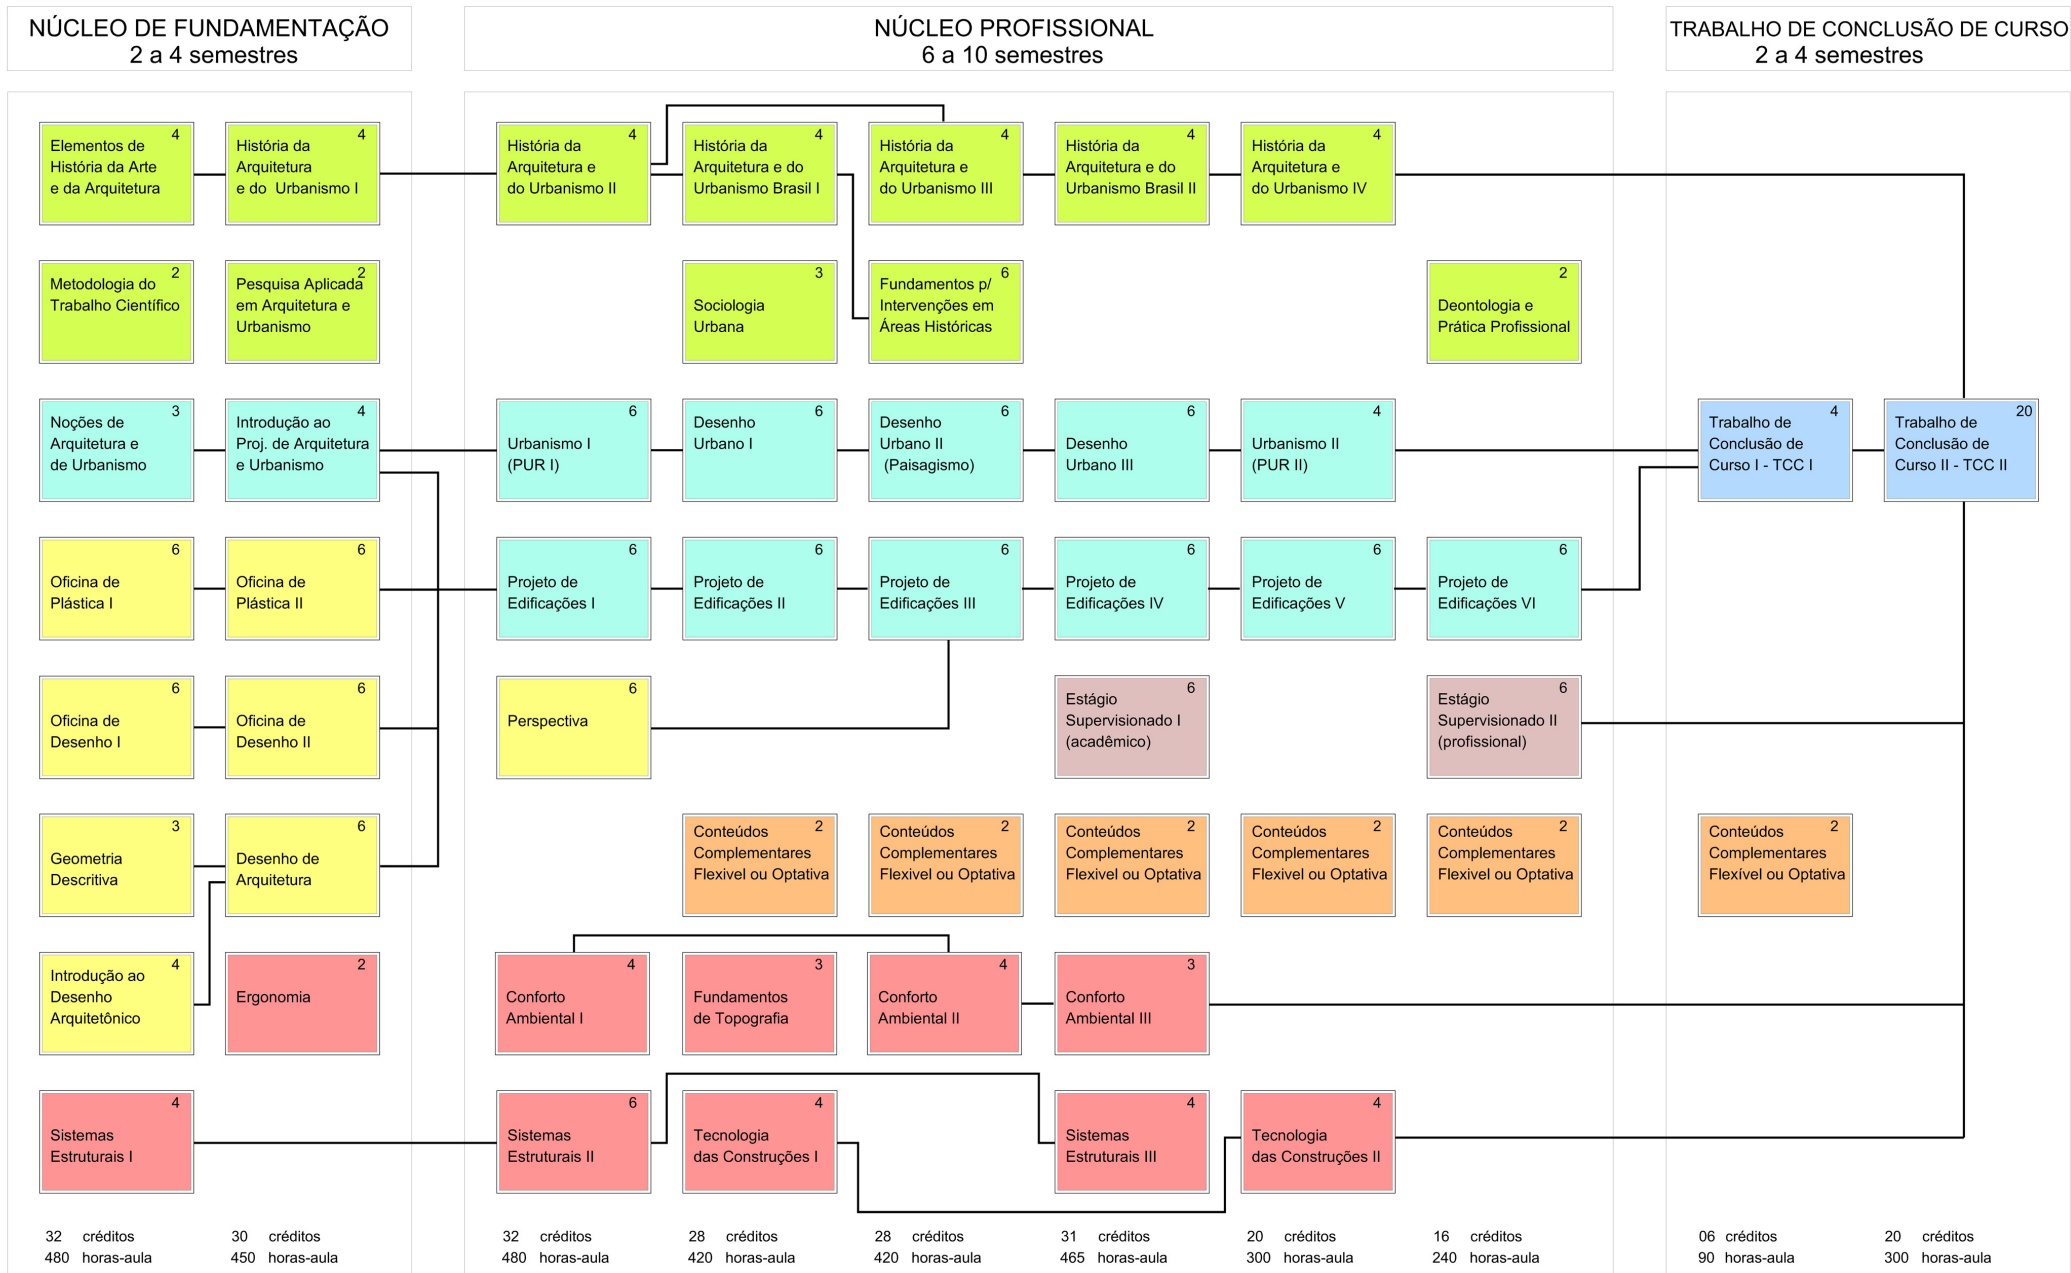 NÚCLEO DE FUNDAMENTAÇÃO
2 a 4 semestres
NÚCLEO PROFISSIONAL
6 a 10 semestres
TRABALHO DE CONCLUSÃO DE CURSO
2 a 4 semestres
4
Elementos de
História da Arte
e da Arquitetura
4
História da
Arquitetura
e do Urbanismo I
4
História da
Arquitetura e
do Urbanismo II
4
História da
Arquitetura e do
Urbanismo Brasil I
4
História da
Arquitetura e
do Urbanismo III
4
História da
Arquitetura e do
Urbanismo Brasil II
4
História da
Arquitetura e
do Urbanismo IV
2
Metodologia do
Trabalho Científico
2
Pesquisa Aplicada
em Arquitetura e
Urbanismo
3
Sociologia
Urbana
6
Fundamentos p/
Intervenções em
Áreas Históricas
2
Deontologia e
Prática Profissional
3
Noções de
Arquitetura e
de Urbanismo
4
Introdução ao
Proj. de Arquitetura
e Urbanismo
6
Urbanismo I
(PUR I)
6
Desenho
Urbano I
6
Desenho
Urbano II
(Paisagismo)
6
Desenho
Urbano III
4
Urbanismo II
(PUR II)
4
Trabalho de
Conclusão de
Curso I - TCC I
20
Trabalho de
Conclusão de
Curso II - TCC II
6
Oficina de
Plástica I
6
Oficina de
Plástica II
6
Projeto de
Edificações I
6
Projeto de
Edificações II
6
Projeto de
Edificações III
6
Projeto de
Edificações IV
6
Projeto de
Edificações V
6
Projeto de
Edificações VI
6
Oficina de
Desenho I
6
Oficina de
Desenho II
6
Perspectiva
6
Estágio
Supervisionado I
(acadêmico)
6
Estágio
Supervisionado II
(profissional)
3
Geometria
Descritiva
6
Desenho de
Arquitetura
2
Conteúdos
Complementares
Flexivel ou Optativa
2
Conteúdos
Complementares
Flexivel ou Optativa
2
Conteúdos
Complementares
Flexivel ou Optativa
2
Conteúdos
Complementares
Flexivel ou Optativa
2
Conteúdos
Complementares
Flexivel ou Optativa
2
Conteúdos
Complementares
Flexível ou Optativa
4
Introdução ao
Desenho
Arquitetônico
2
Ergonomia
4
Conforto
Ambiental I
3
Fundamentos
de Topografia
4
Conforto
Ambiental II
3
Conforto
Ambiental III
4
Sistemas
Estruturais I
6
Sistemas
Estruturais II
4
Tecnologia
das Construções I
4
Sistemas
Estruturais III
4
Tecnologia
das Construções II
32 créditos
480 horas-aula
30 créditos
450 horas-aula
32 créditos
480 horas-aula
28 créditos
420 horas-aula
28 créditos
420 horas-aula
31 créditos
465 horas-aula
20 créditos
300 horas-aula
16 créditos
240 horas-aula
06 créditos
90 horas-aula
20 créditos
300 horas-aula